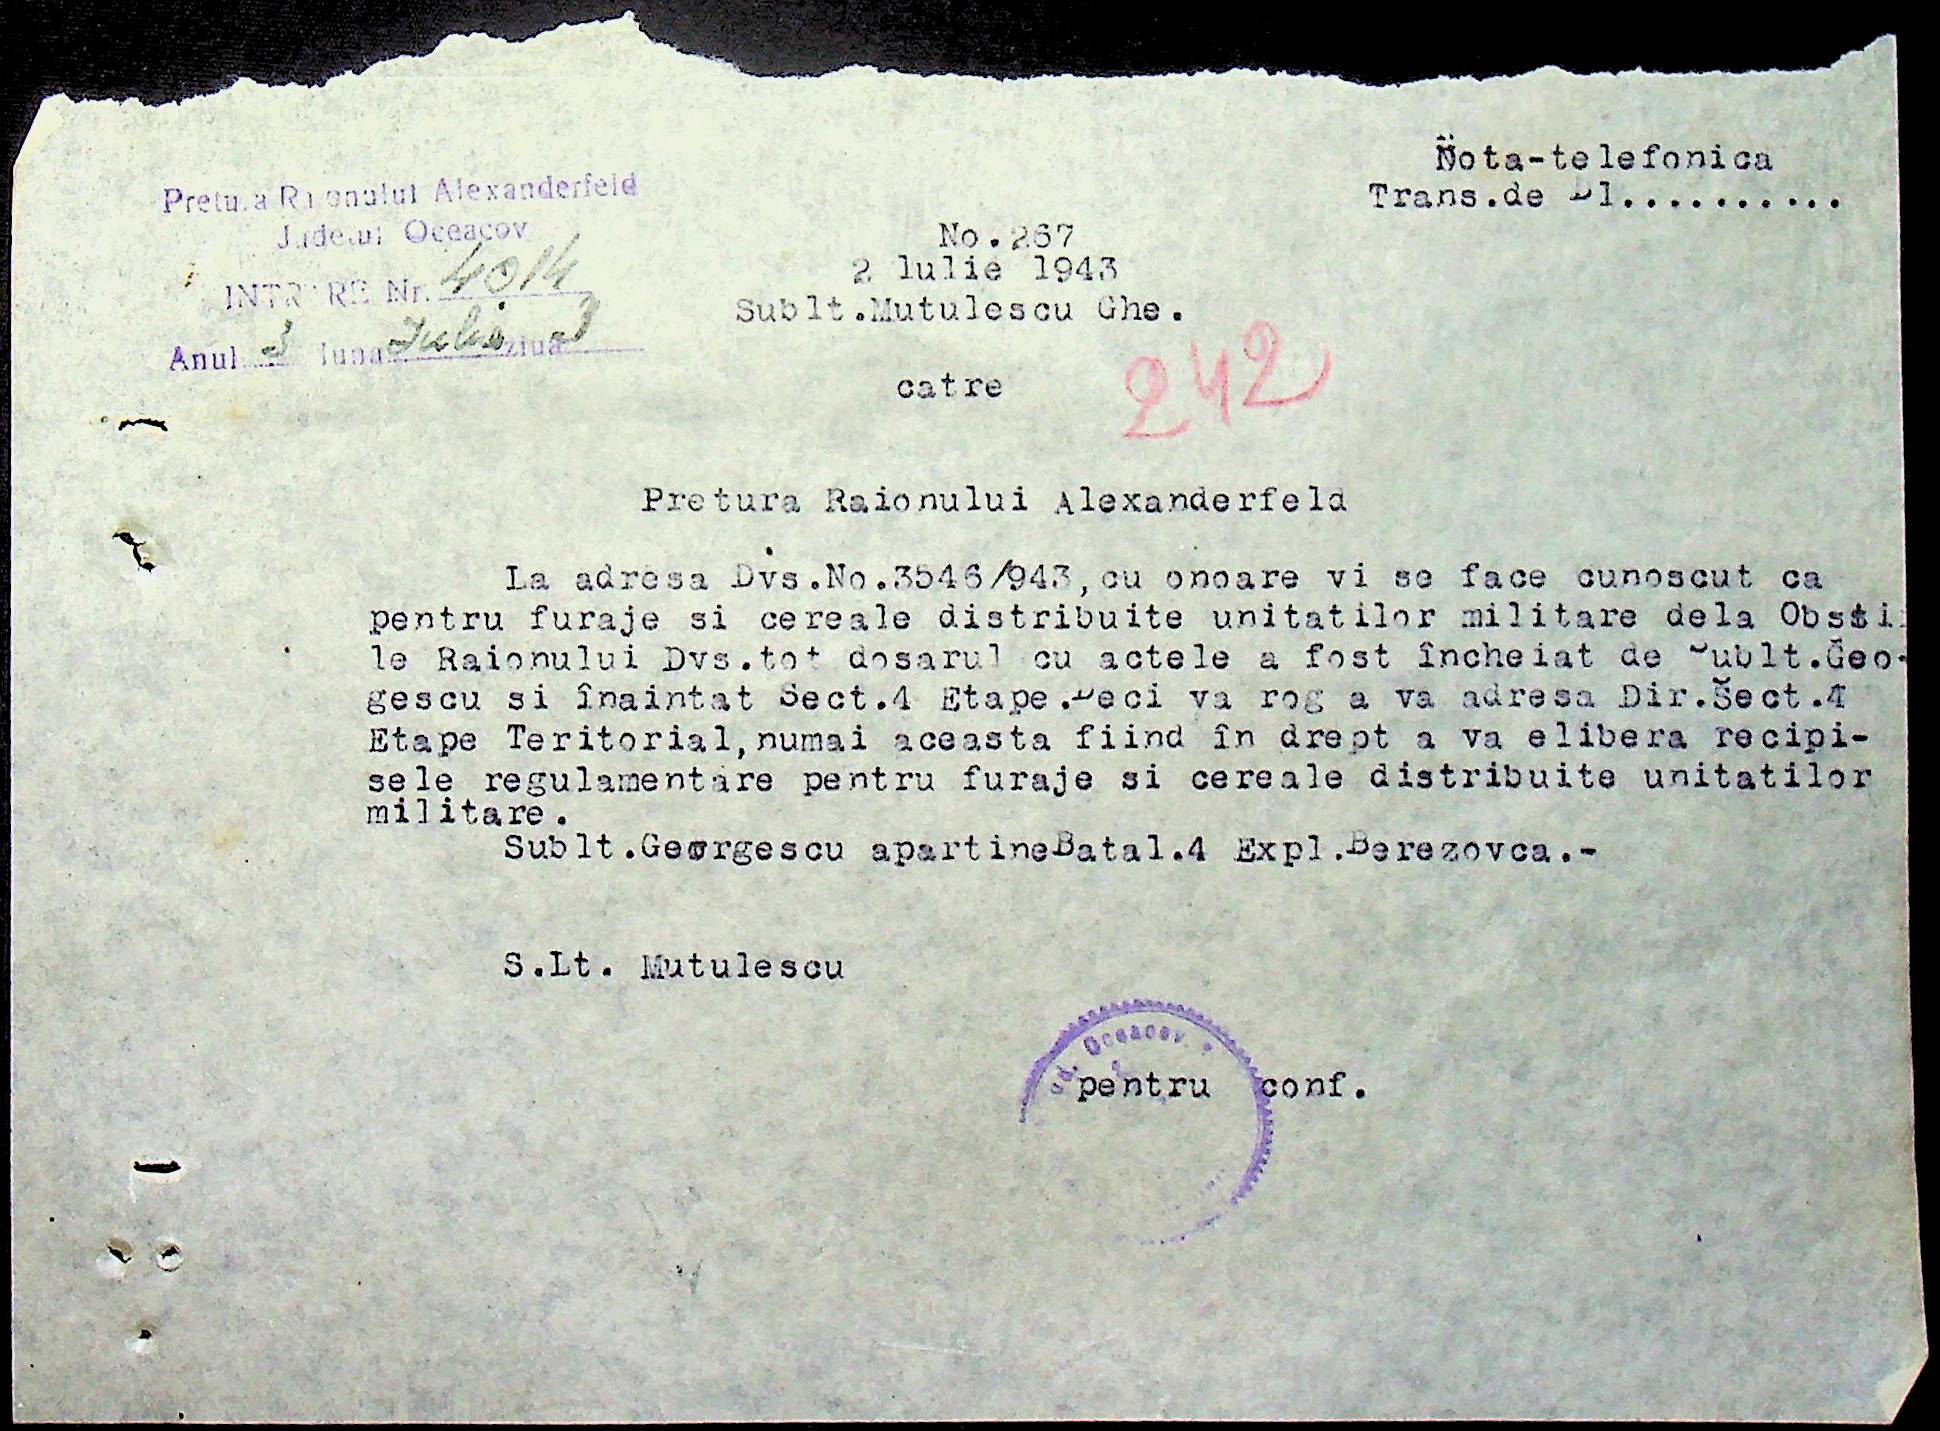 Nota-telefonica
Trans.de Dl..........
Pretura Raionului Alexanderfeld
Judetul Oceacov
INTRARE Nr. 4014
Anul 3 luna Iulie ziua 3
No.267
2 Iulie 1943
Sublt.Mutulescu Ghe.
catre
242
Pretura Raionului Alexanderfeld
La adresa Dvs.No.3546/943,cu onoare vi se face cunoscut ca
pentru furaje si cereale distribuite unitatilor militare dela Obsti
le Raionului Dvs.tot dosarul cu actele a fost încheiat de Sublt.Geo-
gescu si înaintat Sect.4 Etape.Deci va rog a va adresa Dir.Sect.4
Etape Teritorial,numai aceasta fiind în drept a va elibera recipi-
sele regulamentare pentru furaje si cereale distribuite unitatilor
militare.
Sublt.Georgescu apartineBatal.4 Expl.Berezovca.-
S.Lt. Mutulescu
Jud. Oceacov
pentru conf.